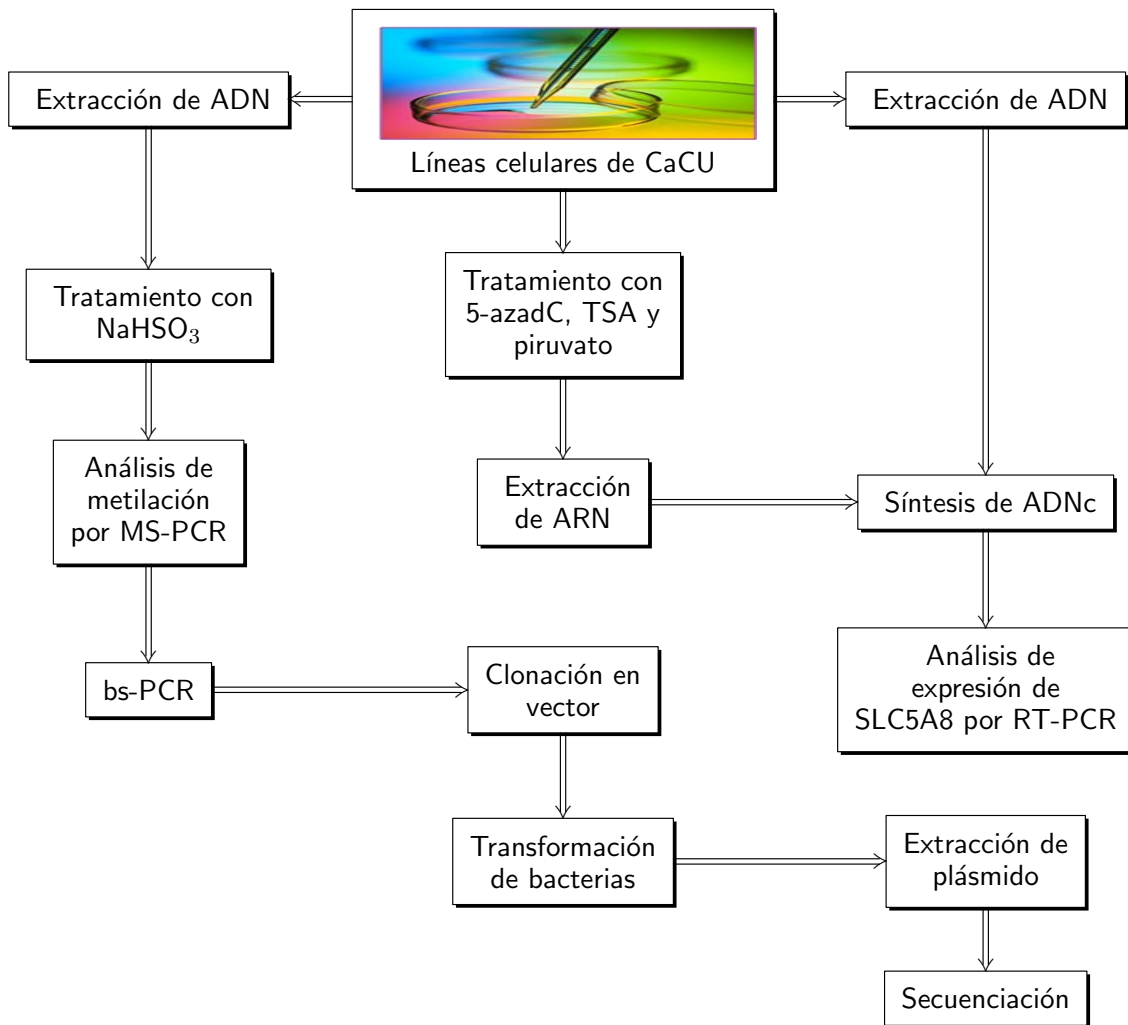 Extracción de ADN
Líneas celulares de CaCU
Extracción de ADN
Tratamiento con
NaHSO₃
Tratamiento con
5-azadC, TSA y
piruvato
Análisis de
metilación
por MS-PCR
Extracción
de ARN
Síntesis de ADNc
bs-PCR
Clonación en
vector
Análisis de
expresión de
SLC5A8 por RT-PCR
Transformación
de bacterias
Extracción de
plásmido
Secuenciación